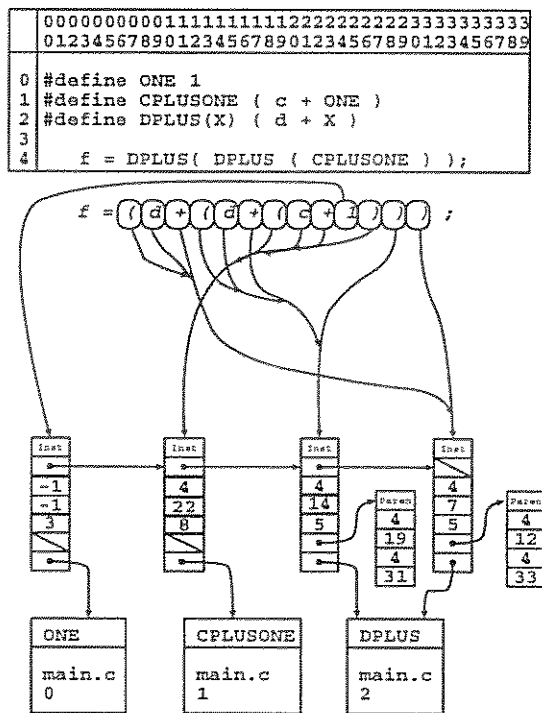 0000000000111111111122222222223333333333
0123456789012345678901234567890123456789
0 #define ONE 1
1 #define CPLUSONE ( c + ONE )
2 #define DPLUS(X) ( d + X )
3
4 f = DPLUS( DPLUS ( CPLUSONE ) );
f = ( d + ( d + ( c + 1 ) ) ) ;
Inst Inst Inst Inst
-1 4 4 4
-1 22 14 7
3 8 5 5
Paren Paren
4 4
19 12
4 4
31 33
ONE CPLUSONE DPLUS
main.c main.c main.c
0 1 2